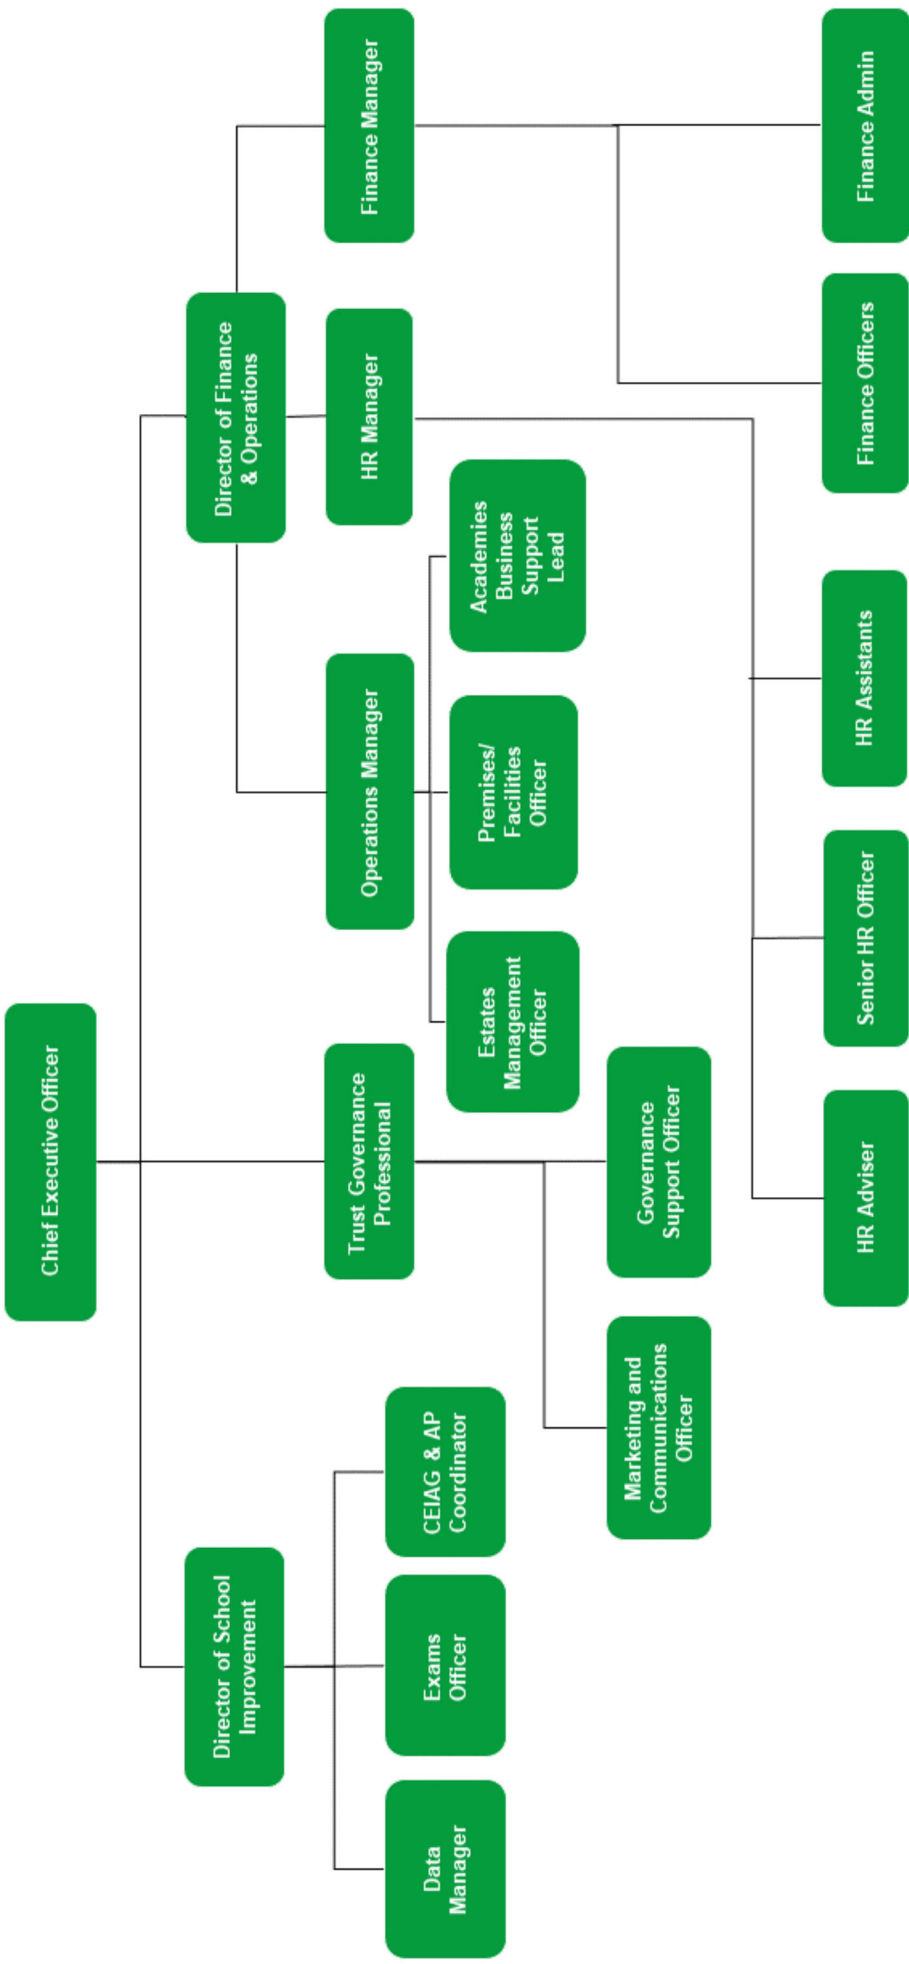 Chief Executive Officer
Director of School
Improvement
Director of Finance
& Operations
Trust Governance
Professional
Operations Manager
HR Manager
Finance Manager
Data
Manager
Exams
Officer
CEIAG & AP
Coordinator
Estates
Management
Officer
Premises/
Facilities
Officer
Academies
Business
Support
Lead
Marketing and
Communications
Officer
Governance
Support Officer
HR Adviser
Senior HR Officer
HR Assistants
Finance Officers
Finance Admin